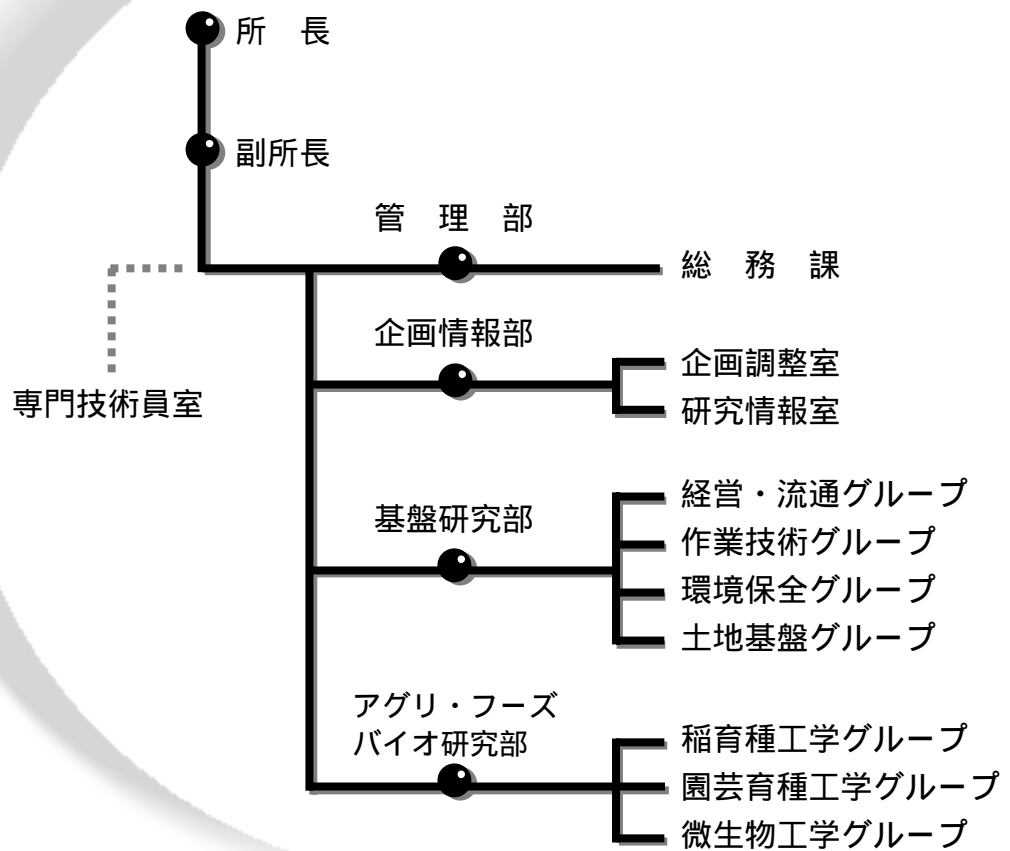 所　長
副所長
管　理　部
総　務　課
企画情報部
企画調整室
研究情報室
専門技術員室
基盤研究部
経営・流通グループ
作業技術グループ
環境保全グループ
土地基盤グループ
アグリ・フーズ
バイオ研究部
稲育種工学グループ
園芸育種工学グループ
微生物工学グループ